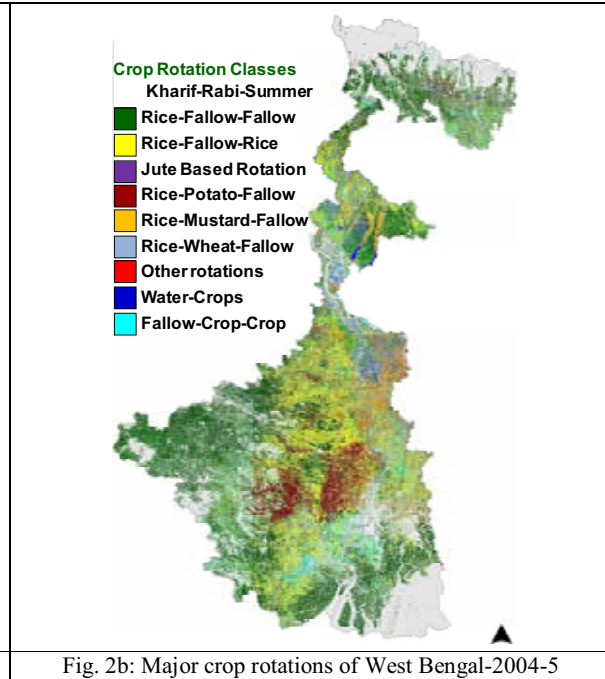 Crop Rotation Classes
Kharif-Rabi-Summer
Rice-Fallow-Fallow
Rice-Fallow-Rice
Jute Based Rotation
Rice-Potato-Fallow
Rice-Mustard-Fallow
Rice-Wheat-Fallow
Other rotations
Water-Crops
Fallow-Crop-Crop
Fig. 2b: Major crop rotations of West Bengal-2004-5